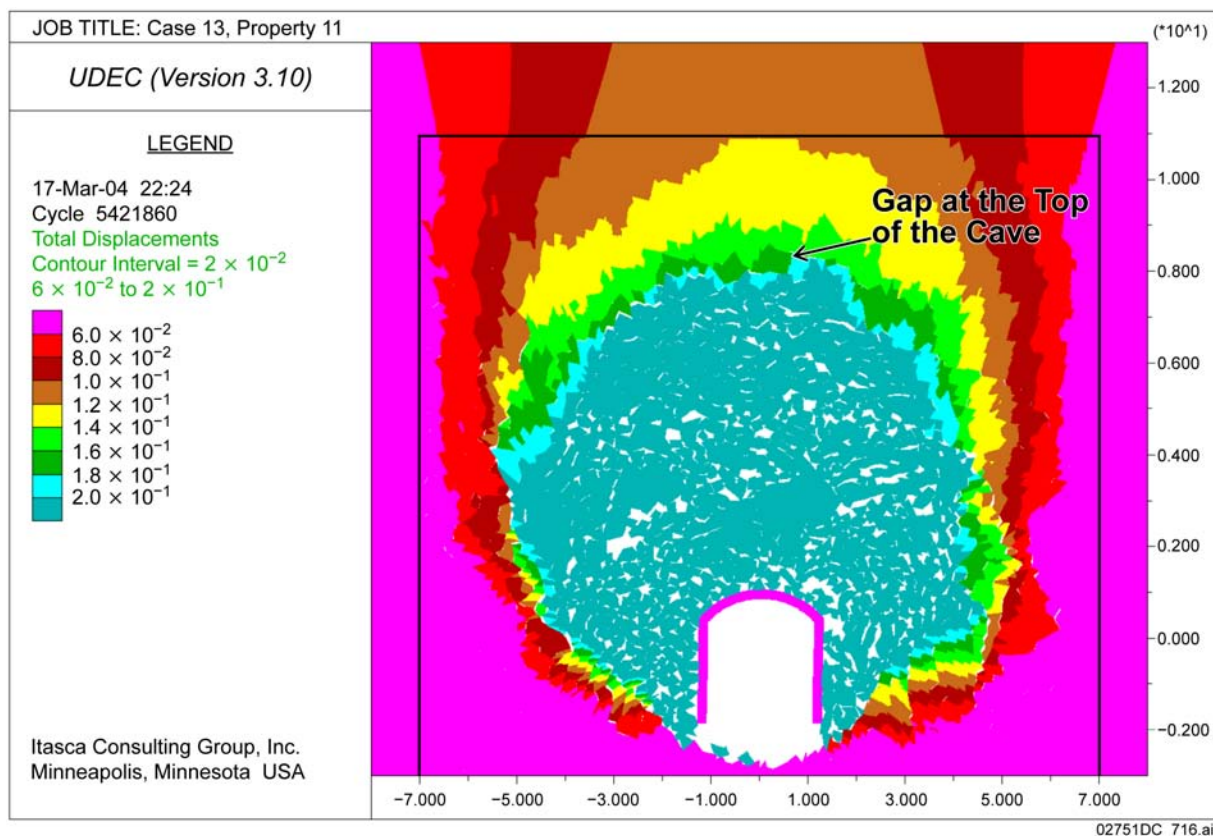 JOB TITLE: Case 13, Property 11
UDEC (Version 3.10)
LEGEND
17-Mar-04 22:24
Cycle 5421860
Total Displacements
Contour Interval = 2 × 10⁻²
6 × 10⁻² to 2 × 10⁻¹
6.0 × 10⁻²
8.0 × 10⁻²
1.0 × 10⁻¹
1.2 × 10⁻¹
1.4 × 10⁻¹
1.6 × 10⁻¹
1.8 × 10⁻¹
2.0 × 10⁻¹
Itasca Consulting Group, Inc.
Minneapolis, Minnesota USA
Gap at the Top
of the Cave
(*10^1)
1.200
1.000
0.800
0.600
0.400
0.200
0.000
−0.200
−7.000 −5.000 −3.000 −1.000 1.000 3.000 5.000 7.000
02751DC_716.ai